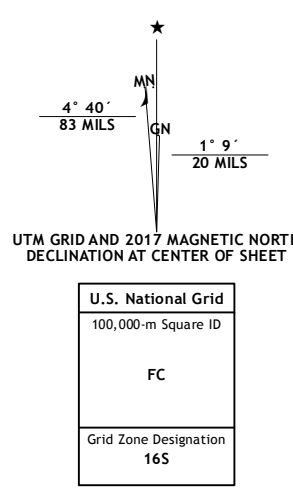 MN
4° 40´
83 MILS
GN
1° 9´
20 MILS
UTM GRID AND 2017 MAGNETIC NORTH
DECLINATION AT CENTER OF SHEET
U.S. National Grid
100,000-m Square ID
FC
Grid Zone Designation
16S